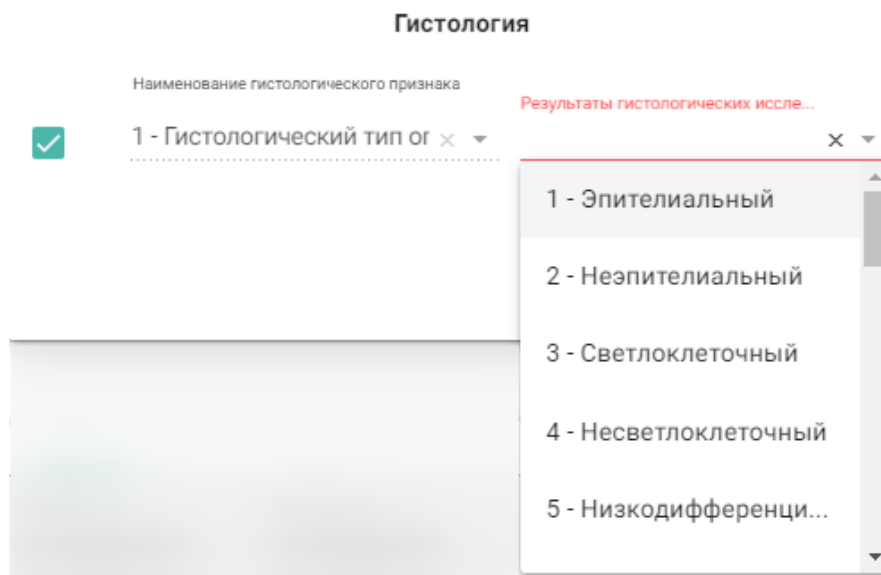 Гистология
Наименование гистологического признака
Результаты гистологических иссле...
1 - Гистологический тип ог
1 - Эпителиальный
2 - Неэпителиальный
3 - Светлоклеточный
4 - Несветлоклеточный
5 - Низкодифференци...